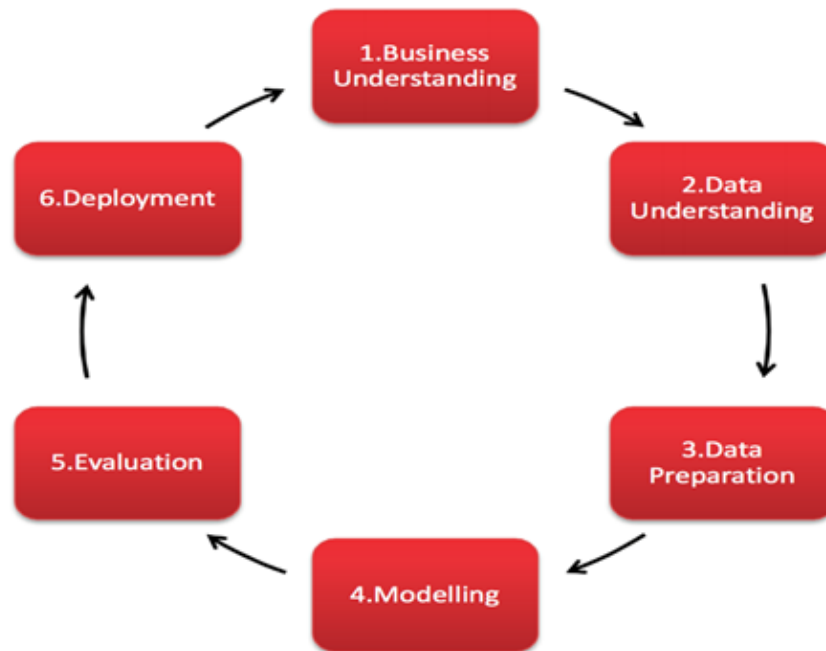 1.Business
Understanding
2.Data
Understanding
3.Data
Preparation
4.Modelling
5.Evaluation
6.Deployment